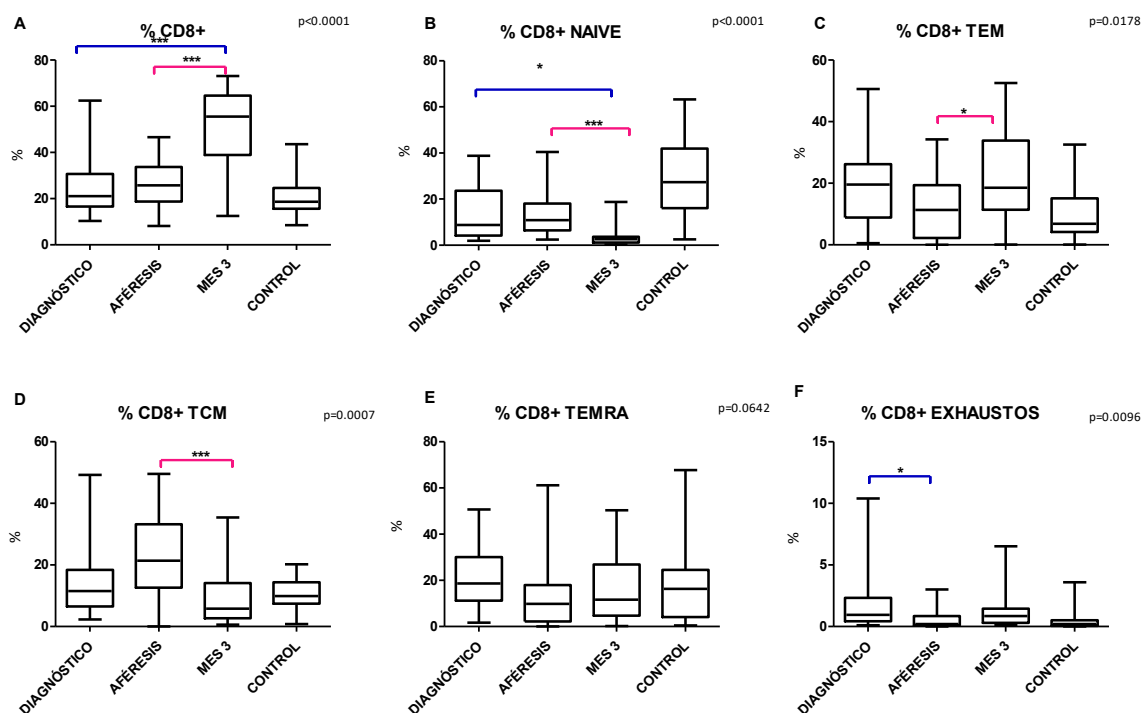 A
% CD8+
p<0.0001
***
***
80
60
40
20
0
%
DIAGNÓSTICO
AFÉRESIS
MES 3
CONTROL
B
% CD8+ NAIVE
p<0.0001
*
***
80
60
40
20
0
%
DIAGNÓSTICO
AFÉRESIS
MES 3
CONTROL
C
% CD8+ TEM
p=0.0178
*
60
40
20
0
%
DIAGNÓSTICO
AFÉRESIS
MES 3
CONTROL
D
% CD8+ TCM
p=0.0007
***
60
40
20
0
%
DIAGNÓSTICO
AFÉRESIS
MES 3
CONTROL
E
% CD8+ TEMRA
p=0.0642
80
60
40
20
0
%
DIAGNÓSTICO
AFÉRESIS
MES 3
CONTROL
F
% CD8+ EXHAUSTOS
p=0.0096
*
15
10
5
0
%
DIAGNÓSTICO
AFÉRESIS
MES 3
CONTROL